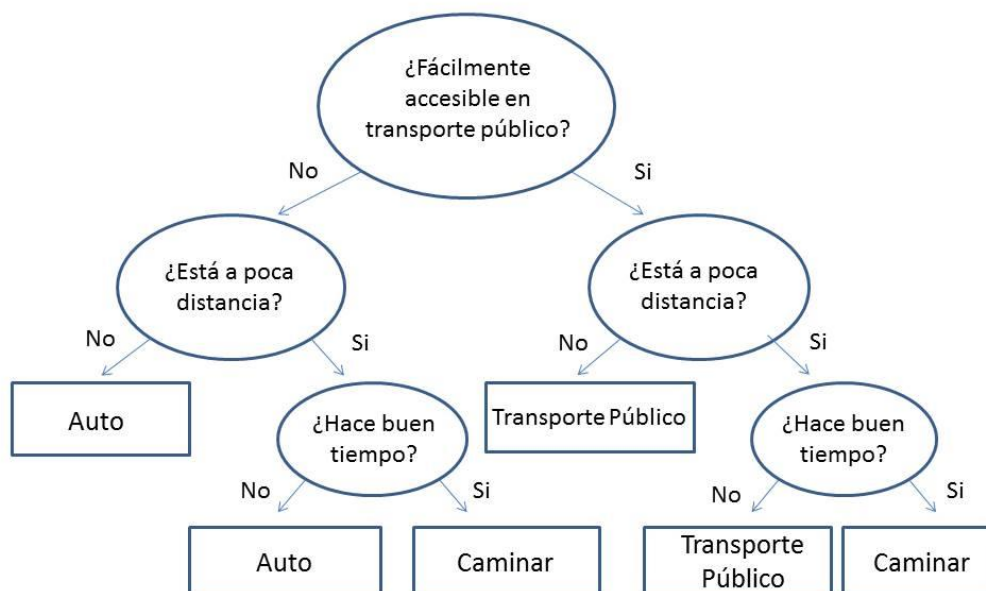 ¿Fácilmente
accesible en
transporte público?
No
Si
¿Está a poca
distancia?
¿Está a poca
distancia?
No
Si
No
Si
Auto
¿Hace buen
tiempo?
Transporte Público
¿Hace buen
tiempo?
No
Si
No
Si
Auto
Caminar
Transporte
Público
Caminar